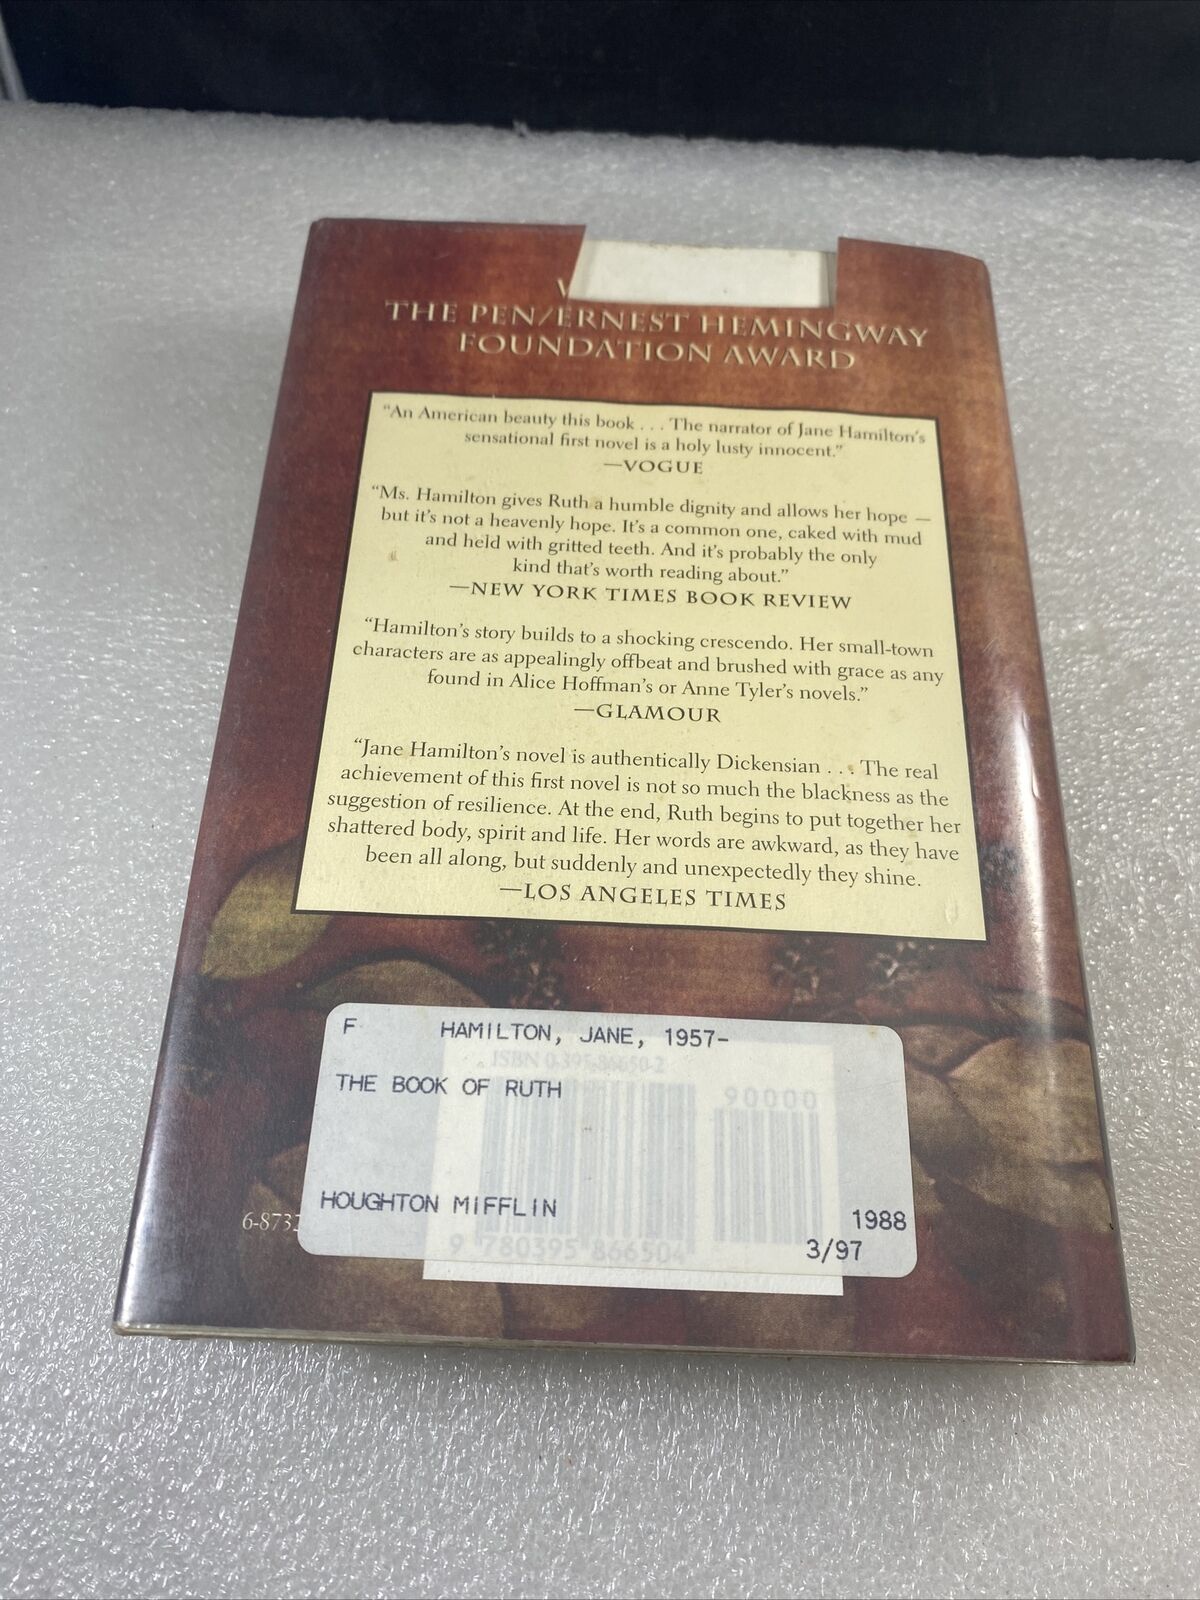 THE PEN/ERNEST HEMINGWAY
FOUNDATION AWARD
“An American beauty this book . . . The narrator of Jane Hamilton’s
sensational first novel is a holy lusty innocent.”
—VOGUE
“Ms. Hamilton gives Ruth a humble dignity and allows her hope —
but it’s not a heavenly hope. It’s a common one, caked with mud
and held with gritted teeth. And it’s probably the only
kind that’s worth reading about.”
—NEW YORK TIMES BOOK REVIEW
“Hamilton’s story builds to a shocking crescendo. Her small-town
characters are as appealingly offbeat and brushed with grace as any
found in Alice Hoffman’s or Anne Tyler’s novels.”
—GLAMOUR
“Jane Hamilton’s novel is authentically Dickensian . . . The real
achievement of this first novel is not so much the blackness as the
suggestion of resilience. At the end, Ruth begins to put together her
shattered body, spirit and life. Her words are awkward, as they have
been all along, but suddenly and unexpectedly they shine.
—LOS ANGELES TIMES
F HAMILTON, JANE, 1957-
ISBN 0-395-86650-2
THE BOOK OF RUTH
90000
HOUGHTON MIFFLIN
6-8732
1988
9 780395 866504
3/97